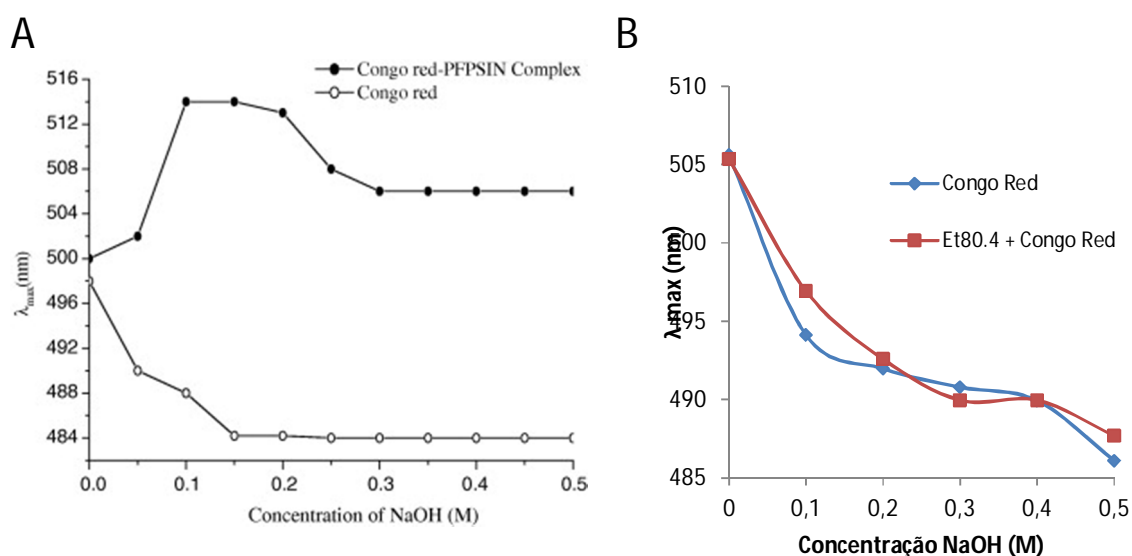 A
Congo red-PFPSIN Complex
Congo red
516
512
508
504
500
496
492
488
484
λmax(nm)
0.0 0.1 0.2 0.3 0.4 0.5
Concentration of NaOH (M)
B
510
505
500
495
490
485
λ max (nm)
Congo Red
Et80.4 + Congo Red
0 0,1 0,2 0,3 0,4 0,5
Concentração NaOH (M)